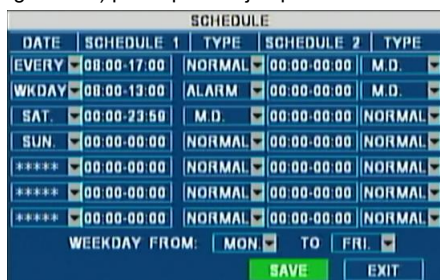 SCHEDULE
DATE SCHEDULE 1 TYPE SCHEDULE 2 TYPE
EVERY 08:00-17:00 NORMAL 00:00-00:00 M.D.
WKDAY 08:00-13:00 ALARM 00:00-00:00 M.D.
SAT. 00:00-23:50 M.D. 00:00-00:00 NORMAL
SUN. 00:00-00:00 NORMAL 00:00-00:00 NORMAL
***** 00:00-00:00 NORMAL 00:00-00:00 NORMAL
***** 00:00-00:00 NORMAL 00:00-00:00 NORMAL
***** 00:00-00:00 NORMAL 00:00-00:00 NORMAL
WEEKDAY FROM: MON. TO FRI.
SAVE EXIT